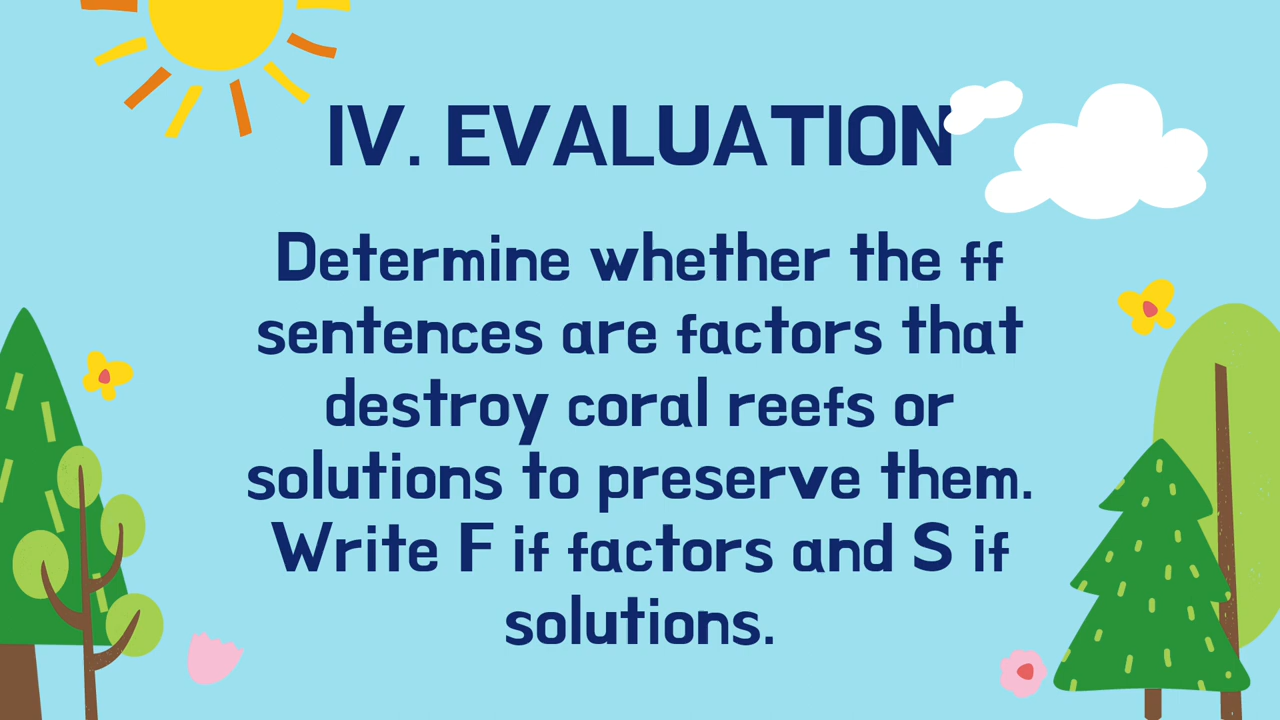 IV. EVALUATION
Determine whether the ff
sentences are factors that
destroy coral reefs or
solutions to preserve them.
Write F if factors and S if
solutions.